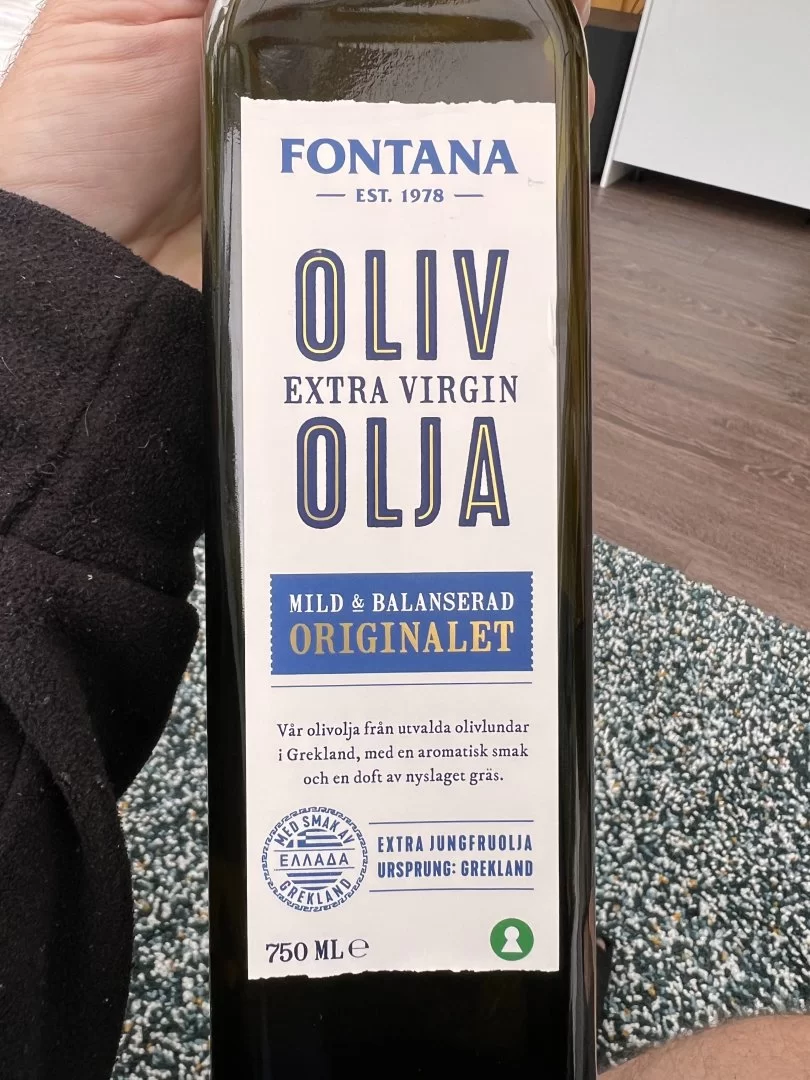 FONTANA
EST. 1978
OLIV
EXTRA VIRGIN
OLJA
MILD & BALANSERAD
ORIGINALET
Vår olivolja från utvalda olivlundar
i Grekland, med en aromatisk smak
och en doft av nyslaget gräs.
MED SMAK AV
ΕΛΛΑΔΑ
GREKLAND
EXTRA JUNGFRUOLJA
URSPRUNG: GREKLAND
750 ML ℮